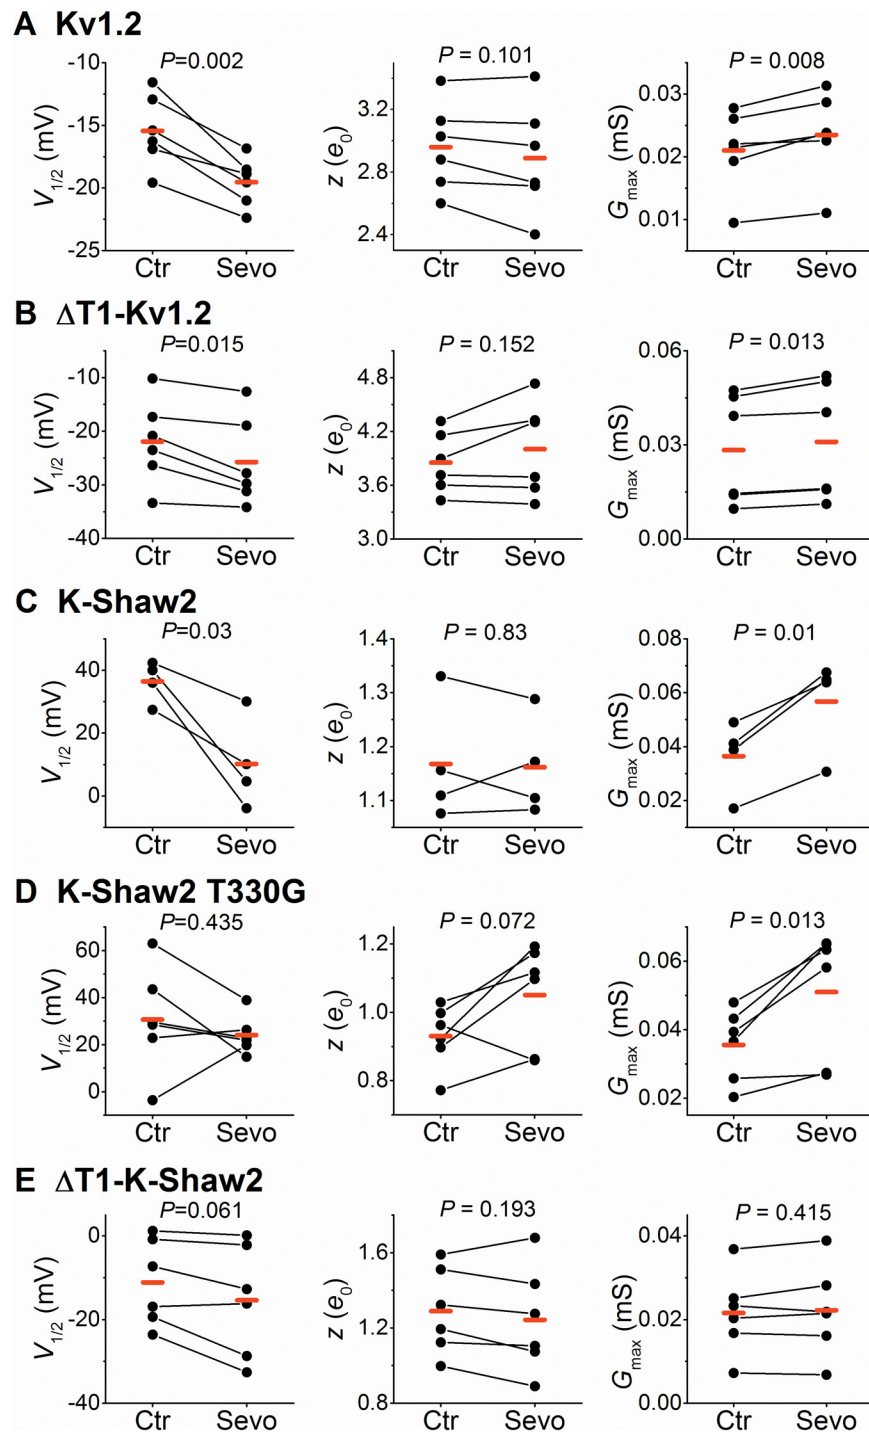 A Kv1.2
P=0.002
P = 0.101
P = 0.008
V1/2 (mV)
-10
-15
-20
-25
Ctr Sevo
z (e0)
3.2
2.8
2.4
Ctr Sevo
Gmax (mS)
0.03
0.02
0.01
Ctr Sevo
B ΔT1-Kv1.2
P=0.015
P = 0.152
P = 0.013
V1/2 (mV)
-10
-20
-30
-40
Ctr Sevo
z (e0)
4.8
4.2
3.6
3.0
Ctr Sevo
Gmax (mS)
0.06
0.03
0.00
Ctr Sevo
C K-Shaw2
P=0.03
P = 0.83
P = 0.01
V1/2 (mV)
40
20
0
Ctr Sevo
z (e0)
1.4
1.3
1.2
1.1
Ctr Sevo
Gmax (mS)
0.08
0.06
0.04
0.02
Ctr Sevo
D K-Shaw2 T330G
P=0.435
P = 0.072
P = 0.013
V1/2 (mV)
60
40
20
0
Ctr Sevo
z (e0)
1.2
1.0
0.8
Ctr Sevo
Gmax (mS)
0.06
0.04
0.02
Ctr Sevo
E ΔT1-K-Shaw2
P=0.061
P = 0.193
P = 0.415
V1/2 (mV)
0
-20
-40
Ctr Sevo
z (e0)
1.6
1.2
0.8
Ctr Sevo
Gmax (mS)
0.04
0.02
0.00
Ctr Sevo